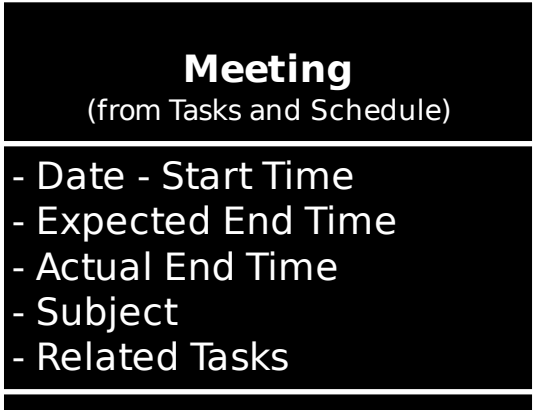 Meeting
(from Tasks and Schedule)
- Date - Start Time
- Expected End Time
- Actual End Time
- Subject
- Related Tasks